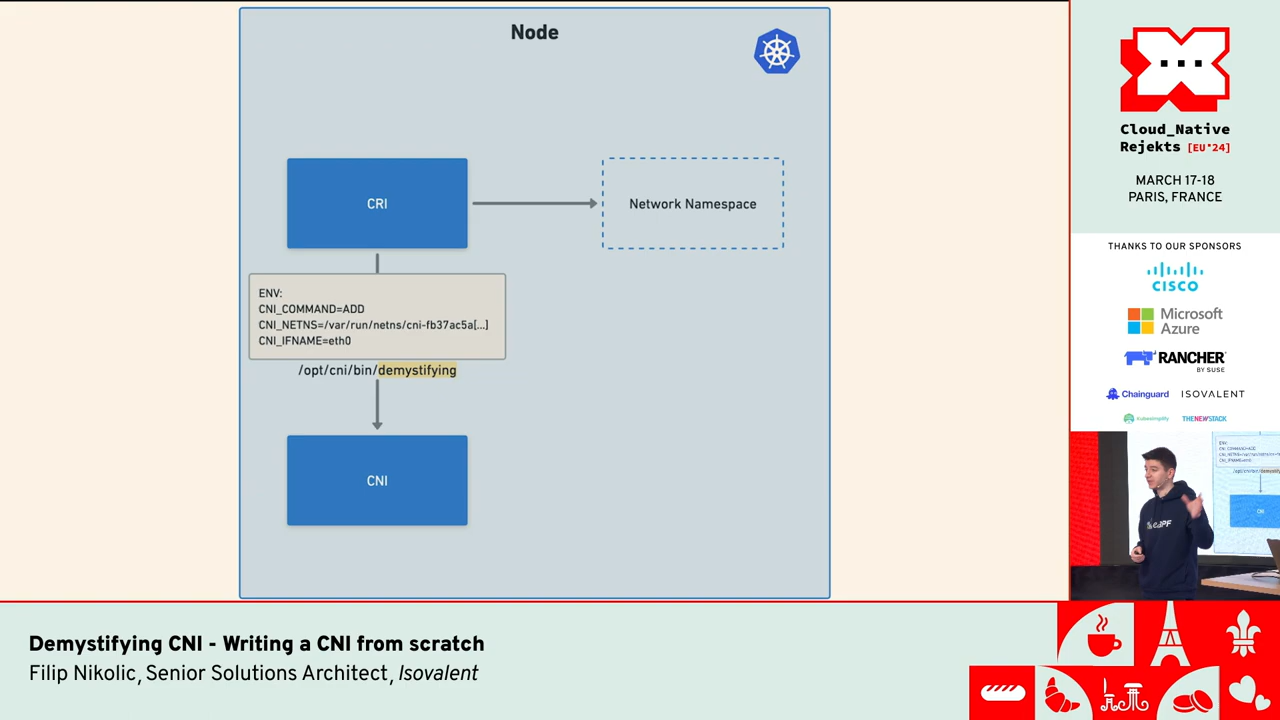 Node
CRI
Network Namespace
ENV:
CNI_COMMAND=ADD
CNI_NETNS=/var/run/netns/cni-fb37ac5a[...]
CNI_IFNAME=eth0
/opt/cni/bin/demystifying
CNI
Cloud_Native
Rejekts [EU'24]
MARCH 17-18
PARIS, FRANCE
THANKS TO OUR SPONSORS
CISCO
Microsoft
Azure
RANCHER
BY SUSE
Chainguard
ISOVALENT
Kubesimplify
THENEWSTACK
Demystifying CNI - Writing a CNI from scratch
Filip Nikolic, Senior Solutions Architect, Isovalent